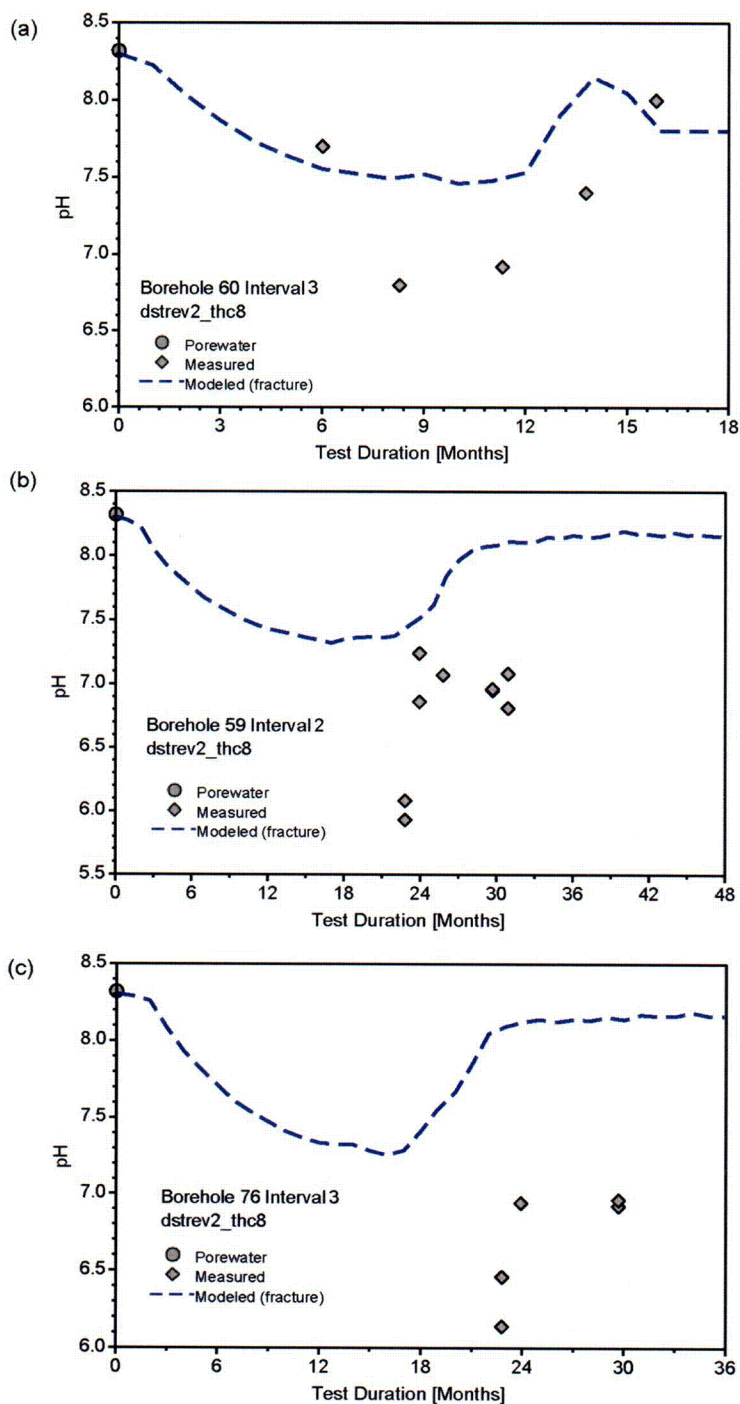 (a)
8.5
8.0
7.5
7.0
6.5
6.0
pH
Borehole 60 Interval 3
dstrev2_thc8
Porewater
Measured
Modeled (fracture)
0 3 6 9 12 15 18
Test Duration [Months]
(b)
8.5
8.0
7.5
7.0
6.5
6.0
5.5
pH
Borehole 59 Interval 2
dstrev2_thc8
Porewater
Measured
Modeled (fracture)
0 6 12 18 24 30 36 42 48
Test Duration [Months]
(c)
8.5
8.0
7.5
7.0
6.5
6.0
pH
Borehole 76 Interval 3
dstrev2_thc8
Porewater
Measured
Modeled (fracture)
0 6 12 18 24 30 36
Test Duration [Months]